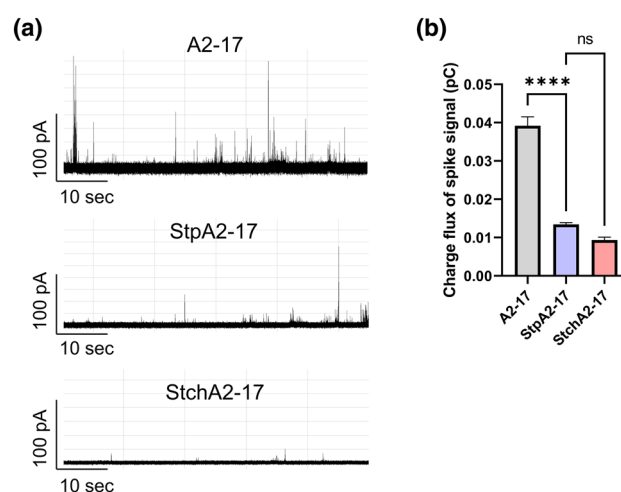 (a)
A2-17
100 pA
10 sec
StpA2-17
100 pA
10 sec
StchA2-17
100 pA
10 sec
(b)
ns
****
Charge flux of spike signal (pC)
0.05
0.04
0.03
0.02
0.01
0.00
A2-17
StpA2-17
StchA2-17